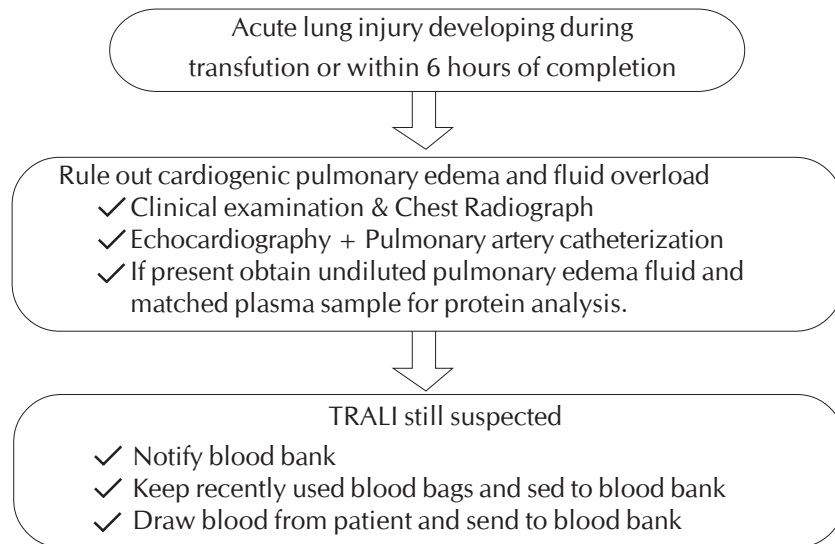 Acute lung injury developing during
transfution or within 6 hours of completion
Rule out cardiogenic pulmonary edema and fluid overload
✓ Clinical examination & Chest Radiograph
✓ Echocardiography + Pulmonary artery catheterization
✓ If present obtain undiluted pulmonary edema fluid and
matched plasma sample for protein analysis.
TRALI still suspected
✓ Notify blood bank
✓ Keep recently used blood bags and sed to blood bank
✓ Draw blood from patient and send to blood bank